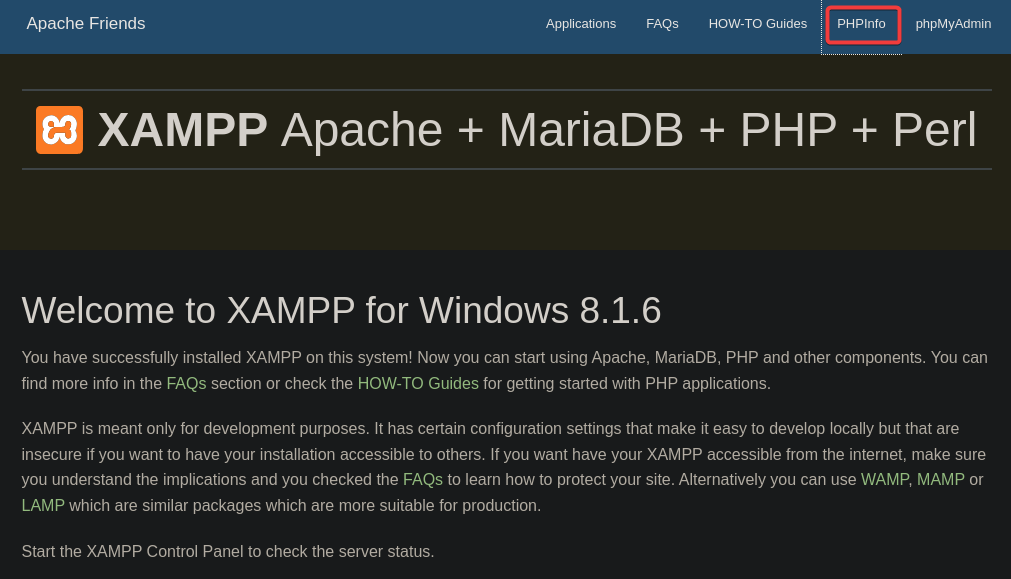 Apache Friends Applications FAQs HOW-TO Guides PHPInfo phpMyAdmin
XAMPP Apache + MariaDB + PHP + Perl
Welcome to XAMPP for Windows 8.1.6
You have successfully installed XAMPP on this system! Now you can start using Apache, MariaDB, PHP and other components. You can
find more info in the FAQs section or check the HOW-TO Guides for getting started with PHP applications.
XAMPP is meant only for development purposes. It has certain configuration settings that make it easy to develop locally but that are
insecure if you want to have your installation accessible to others. If you want have your XAMPP accessible from the internet, make sure
you understand the implications and you checked the FAQs to learn how to protect your site. Alternatively you can use WAMP, MAMP or
LAMP which are similar packages which are more suitable for production.
Start the XAMPP Control Panel to check the server status.